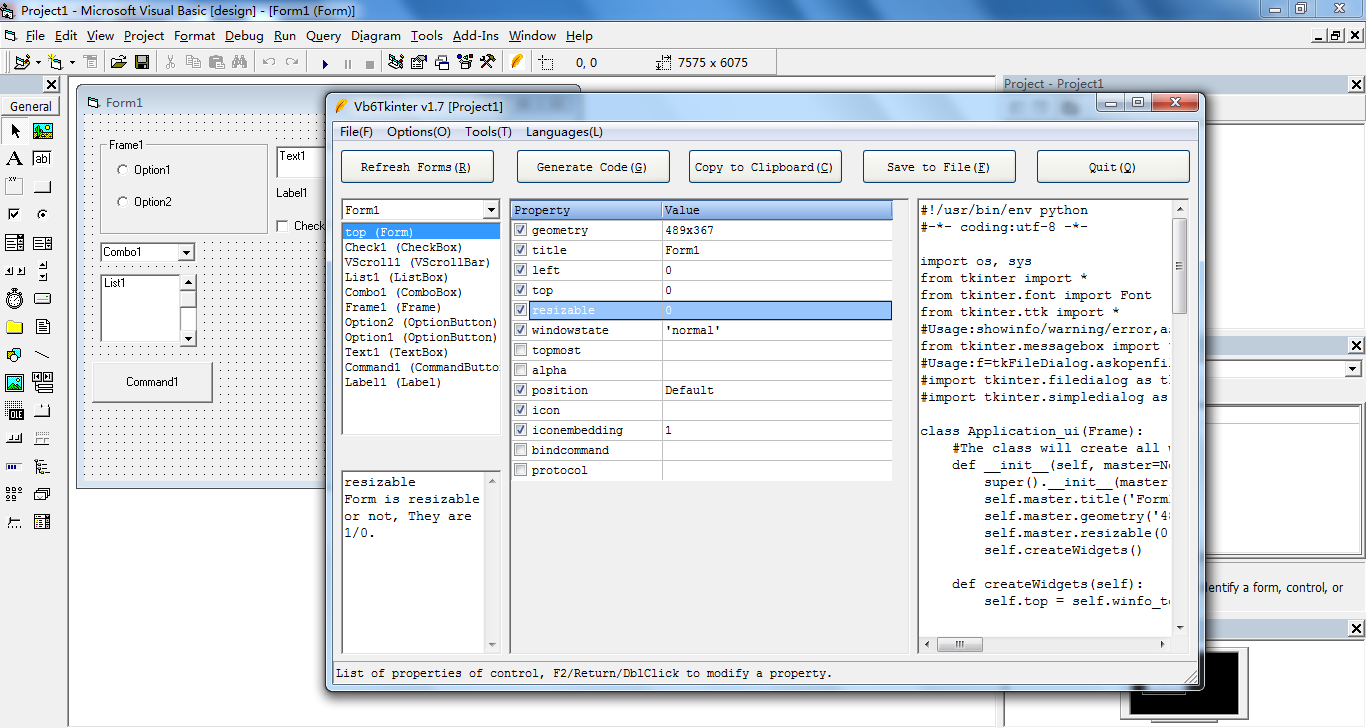 Project1 - Microsoft Visual Basic [design] - [Form1 (Form)]
File Edit View Project Format Debug Run Query Diagram Tools Add-Ins Window Help
0, 0 7575 x 6075
General
A
ab|
xv
OLE
Form1
Frame1
Option1
Option2
Text1
Label1
Check
Combo1
List1
Command1
Project - Project1
Vb6Tkinter v1.7 [Project1]
File(F) Options(O) Tools(T) Languages(L)
Refresh Forms(R) Generate Code(G) Copy to Clipboard(C) Save to File(F) Quit(Q)
Form1
top (Form)
Check1 (CheckBox)
VScroll1 (VScrollBar)
List1 (ListBox)
Combo1 (ComboBox)
Frame1 (Frame)
Option2 (OptionButton)
Option1 (OptionButton)
Text1 (TextBox)
Command1 (CommandButto
Label1 (Label)
resizable
Form is resizable
or not, They are
1/0.
Property Value
geometry 489x367
title Form1
left 0
top 0
resizable 0
windowstate 'normal'
topmost
alpha
position Default
icon
iconembedding 1
bindcommand
protocol
#!/usr/bin/env python
#-*- coding:utf-8 -*-
import os, sys
from tkinter import *
from tkinter.font import Font
from tkinter.ttk import *
#Usage:showinfo/warning/error,a
from tkinter.messagebox import
#Usage:f=tkFileDialog.askopenfil
#import tkinter.filedialog as
#import tkinter.simpledialog as
class Application_ui(Frame):
#The class will create all
def __init__(self, master=N
super().__init__(master
self.master.title('Form
self.master.geometry('48
self.master.resizable(0
self.createWidgets()
def createWidgets(self):
self.top = self.winfo_t
List of properties of control, F2/Return/DblClick to modify a property.
identify a form, control, or